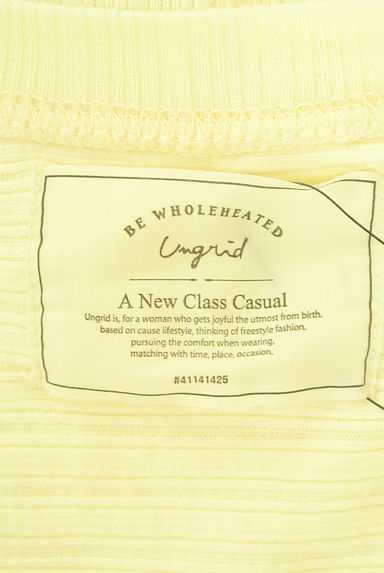 BE WHOLEHEATED
Ungrid
A New Class Casual
Ungrid is, for a woman who gets joyful the utmost from birth.
based on cause lifestyle, thinking of freestyle fashion.
pursuing the comfort when wearing,
matching with time, place, occasion.
#41141425